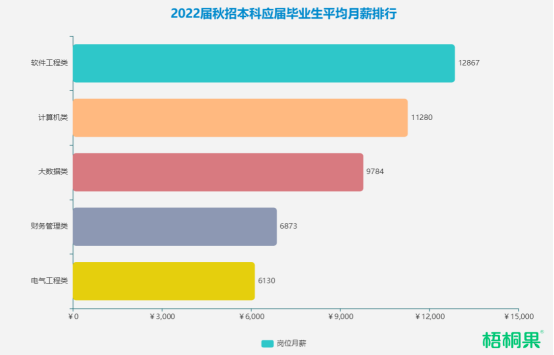 2022届秋招本科应届毕业生平均月薪排行
软件工程类 12867
计算机类 11280
大数据类 9784
财务管理类 6873
电气工程类 6130
¥0 ¥3,000 ¥6,000 ¥9,000 ¥12,000 ¥15,000
岗位月薪
梧桐果